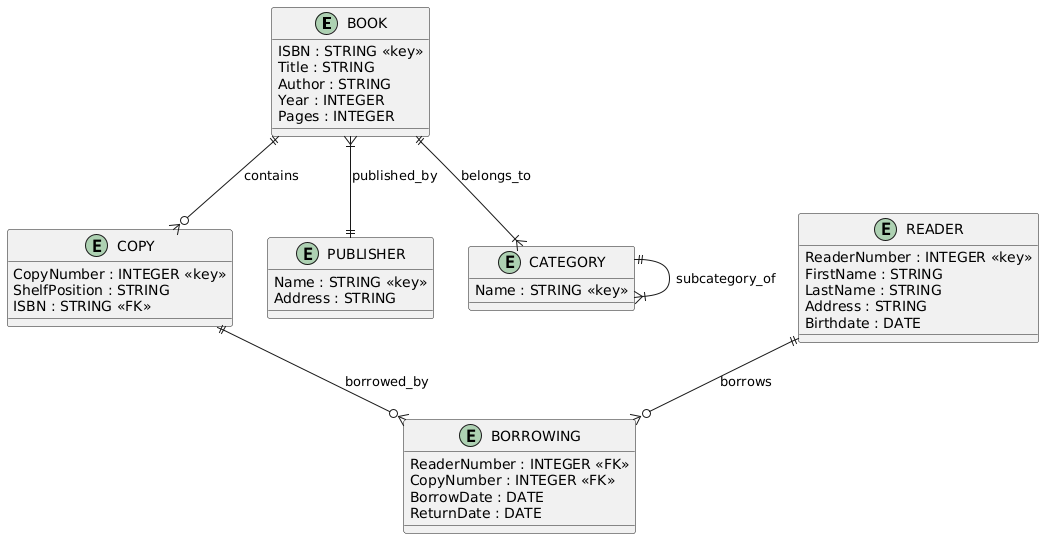 E BOOK
ISBN : STRING «key»
Title : STRING
Author : STRING
Year : INTEGER
Pages : INTEGER
contains
published_by
belongs_to
E COPY
CopyNumber : INTEGER «key»
ShelfPosition : STRING
ISBN : STRING «FK»
E PUBLISHER
Name : STRING «key»
Address : STRING
E CATEGORY
Name : STRING «key»
subcategory_of
E READER
ReaderNumber : INTEGER «key»
FirstName : STRING
LastName : STRING
Address : STRING
Birthdate : DATE
borrowed_by
borrows
E BORROWING
ReaderNumber : INTEGER «FK»
CopyNumber : INTEGER «FK»
BorrowDate : DATE
ReturnDate : DATE